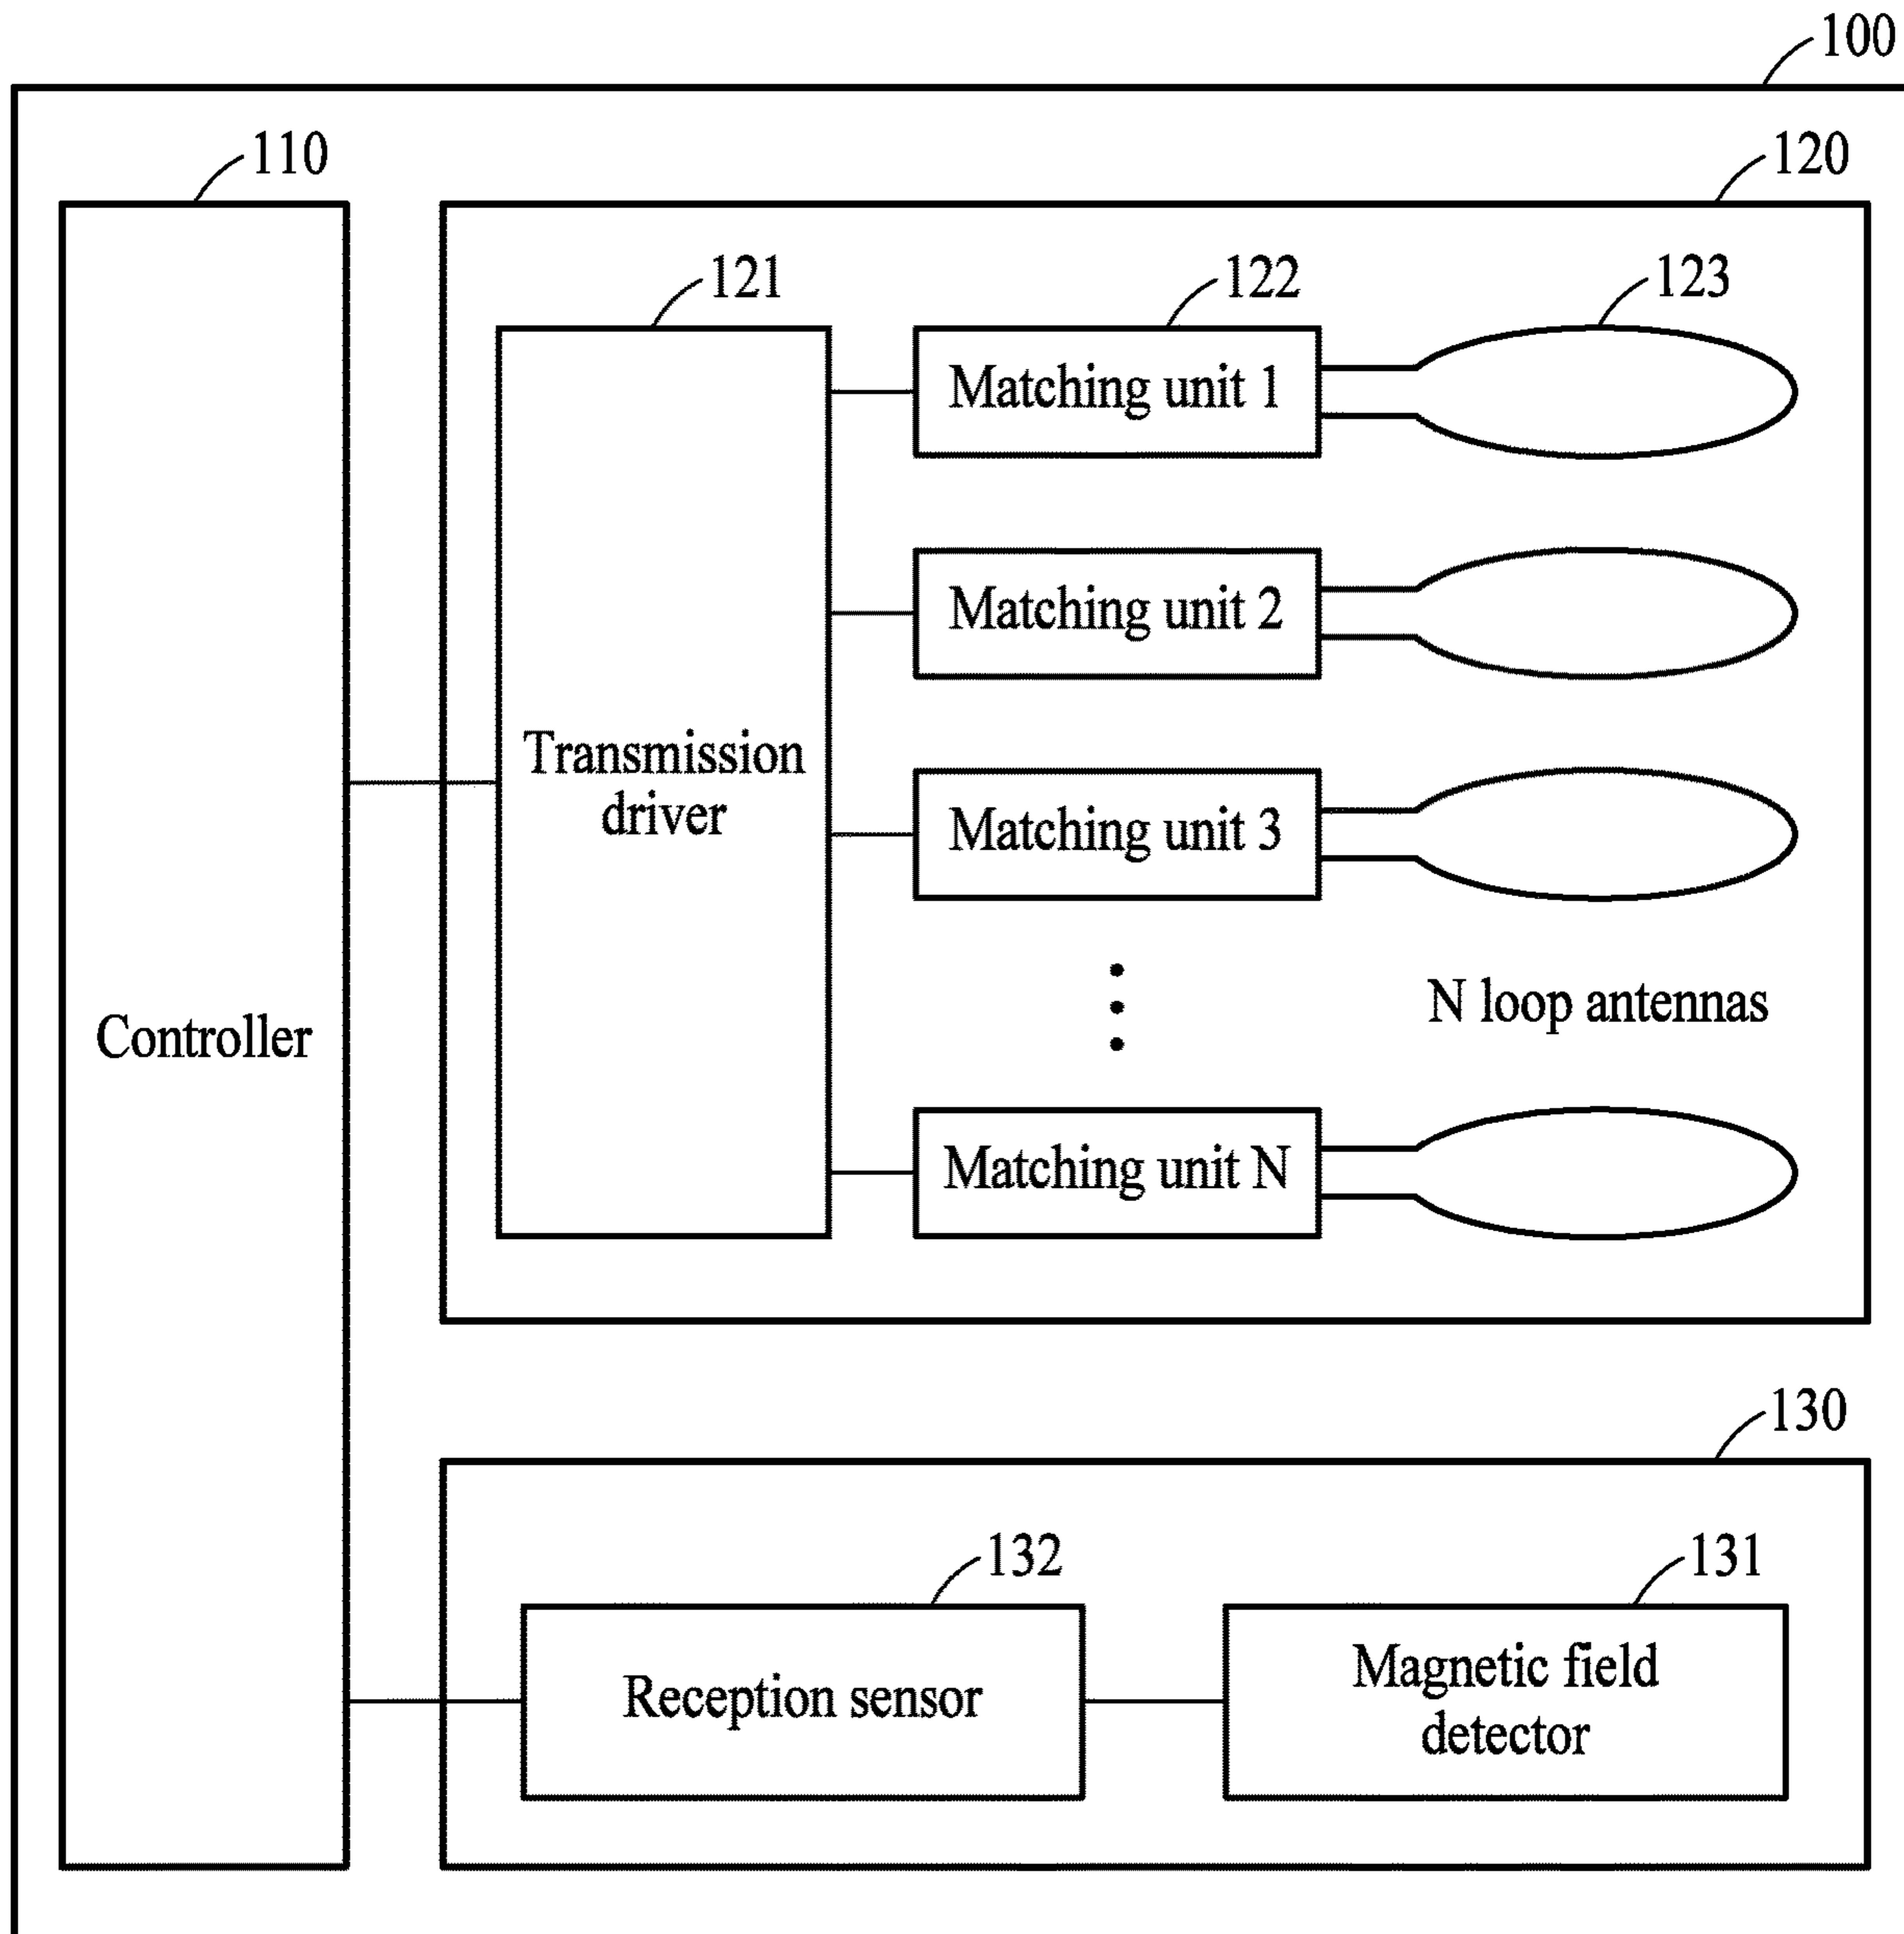 100
110
120
121
122
123
Matching unit 1
Matching unit 2
Transmission
driver
Matching unit 3
N loop antennas
Controller
Matching unit N
130
132
131
Reception sensor
Magnetic field
detector